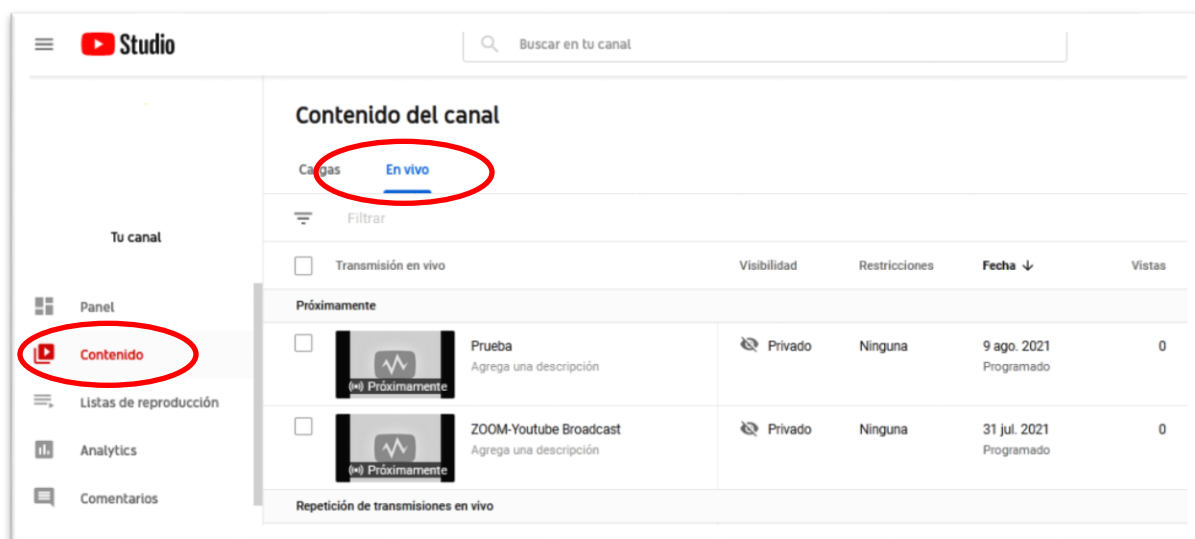 Studio
Buscar en tu canal
Contenido del canal
Cargas En vivo
Filtrar
Tu canal
Transmisión en vivo Visibilidad Restricciones Fecha Vistas
Panel
Próximamente
Contenido
Prueba Privado Ninguna 9 ago. 2021 0
Agrega una descripción Programado
Próximamente
Listas de reproducción
ZOOM-Youtube Broadcast Privado Ninguna 31 jul. 2021 0
Agrega una descripción Programado
Próximamente
Analytics
Comentarios
Repetición de transmisiones en vivo